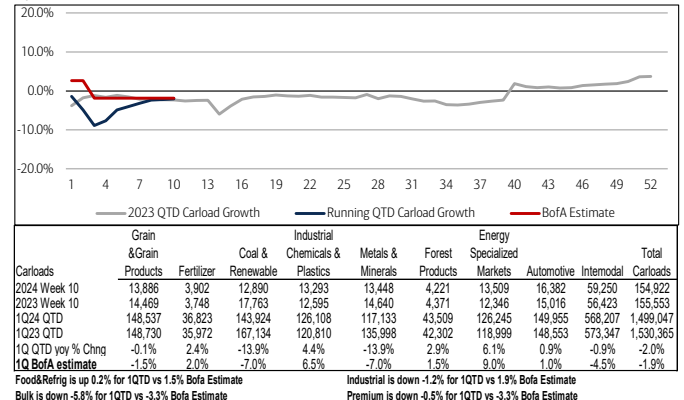 20.0%
10.0%
0.0%
-10.0%
-20.0%
1 4 7 10 13 16 19 22 25 28 31 34 37 40 43 46 49 52
2023 QTD Carload Growth Running QTD Carload Growth BofA Estimate
Grain Industrial Energy
&Grain Coal & Chemicals & Metals & Forest Specialized Total
Carloads Products Fertilizer Renewable Plastics Minerals Products Markets Automotive Intemodal Carloads
2024 Week 10 13,886 3,902 12,890 13,293 13,448 4,221 13,509 16,382 59,250 154,922
2023 Week 10 14,469 3,748 17,763 12,595 14,640 4,371 12,346 15,016 56,423 155,553
1Q24 QTD 148,537 36,823 143,924 126,108 117,133 43,509 126,245 149,955 568,207 1,499,047
1Q23 QTD 148,730 35,972 167,134 120,810 135,998 42,302 118,999 148,553 573,347 1,530,365
1Q QTD yoy % Chng -0.1% 2.4% -13.9% 4.4% -13.9% 2.9% 6.1% 0.9% -0.9% -2.0%
1Q BofA estimate -1.5% 2.0% -7.0% 6.5% -7.0% 1.5% 9.0% 1.0% -4.5% -1.9%
Food&Refrig is up 0.2% for 1QTD vs 1.5% Bofa Estimate Industrial is down -1.2% for 1QTD vs 1.9% Bofa Estimate
Bulk is down -5.8% for 1QTD vs -3.3% Bofa Estimate Premium is down -0.5% for 1QTD vs -3.3% Bofa Estimate